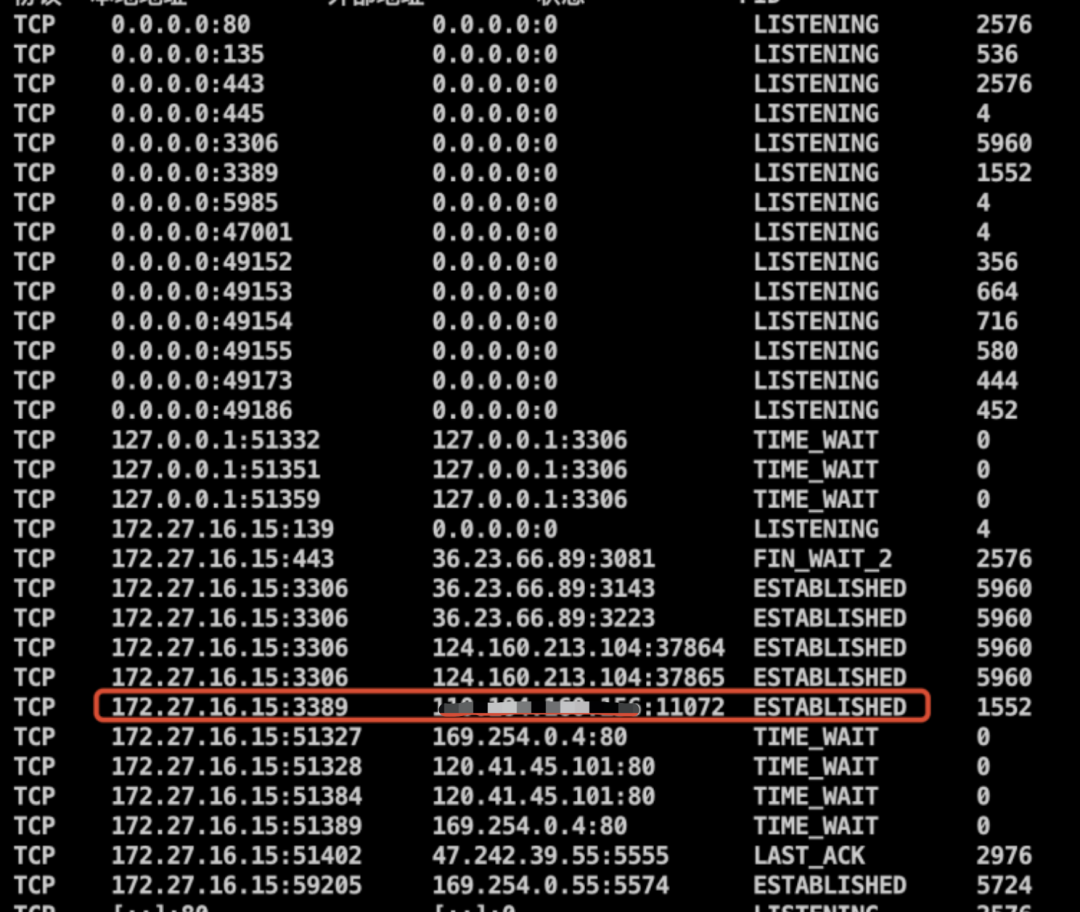 协议 本地地址 外部地址 状态 PID
TCP 0.0.0.0:80 0.0.0.0:0 LISTENING 2576
TCP 0.0.0.0:135 0.0.0.0:0 LISTENING 536
TCP 0.0.0.0:443 0.0.0.0:0 LISTENING 2576
TCP 0.0.0.0:445 0.0.0.0:0 LISTENING 4
TCP 0.0.0.0:3306 0.0.0.0:0 LISTENING 5960
TCP 0.0.0.0:3389 0.0.0.0:0 LISTENING 1552
TCP 0.0.0.0:5985 0.0.0.0:0 LISTENING 4
TCP 0.0.0.0:47001 0.0.0.0:0 LISTENING 4
TCP 0.0.0.0:49152 0.0.0.0:0 LISTENING 356
TCP 0.0.0.0:49153 0.0.0.0:0 LISTENING 664
TCP 0.0.0.0:49154 0.0.0.0:0 LISTENING 716
TCP 0.0.0.0:49155 0.0.0.0:0 LISTENING 580
TCP 0.0.0.0:49173 0.0.0.0:0 LISTENING 444
TCP 0.0.0.0:49186 0.0.0.0:0 LISTENING 452
TCP 127.0.0.1:51332 127.0.0.1:3306 TIME_WAIT 0
TCP 127.0.0.1:51351 127.0.0.1:3306 TIME_WAIT 0
TCP 127.0.0.1:51359 127.0.0.1:3306 TIME_WAIT 0
TCP 172.27.16.15:139 0.0.0.0:0 LISTENING 4
TCP 172.27.16.15:443 36.23.66.89:3081 FIN_WAIT_2 2576
TCP 172.27.16.15:3306 36.23.66.89:3143 ESTABLISHED 5960
TCP 172.27.16.15:3306 36.23.66.89:3223 ESTABLISHED 5960
TCP 172.27.16.15:3306 124.160.213.104:37864 ESTABLISHED 5960
TCP 172.27.16.15:3306 124.160.213.104:37865 ESTABLISHED 5960
TCP 172.27.16.15:3389 :11072 ESTABLISHED 1552
TCP 172.27.16.15:51327 169.254.0.4:80 TIME_WAIT 0
TCP 172.27.16.15:51328 120.41.45.101:80 TIME_WAIT 0
TCP 172.27.16.15:51384 120.41.45.101:80 TIME_WAIT 0
TCP 172.27.16.15:51389 169.254.0.4:80 TIME_WAIT 0
TCP 172.27.16.15:51402 47.242.39.55:5555 LAST_ACK 2976
TCP 172.27.16.15:59205 169.254.0.55:5574 ESTABLISHED 5724
TCP [::]:80 [::]:0 LISTENING 2576